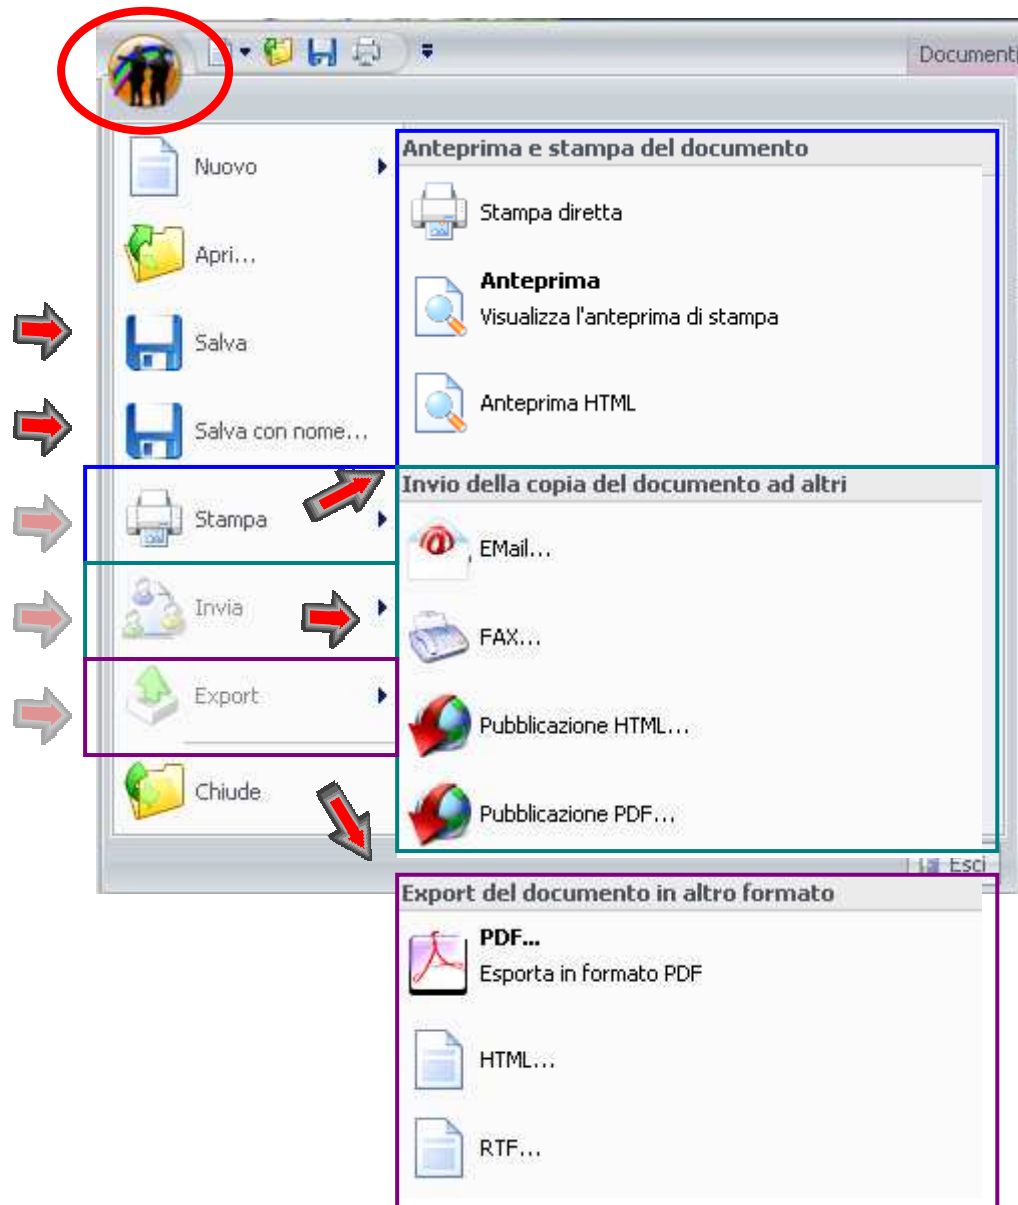 Documenti
Nuovo
Apri...
Salva
Salva con nome...
Stampa
Invia
Export
Chiude
Anteprima e stampa del documento
Stampa diretta
Anteprima
Visualizza l'anteprima di stampa
Anteprima HTML
Invio della copia del documento ad altri
EMail...
FAX...
Pubblicazione HTML...
Pubblicazione PDF...
Esci
Export del documento in altro formato
PDF...
Esporta in formato PDF
HTML...
RTF...